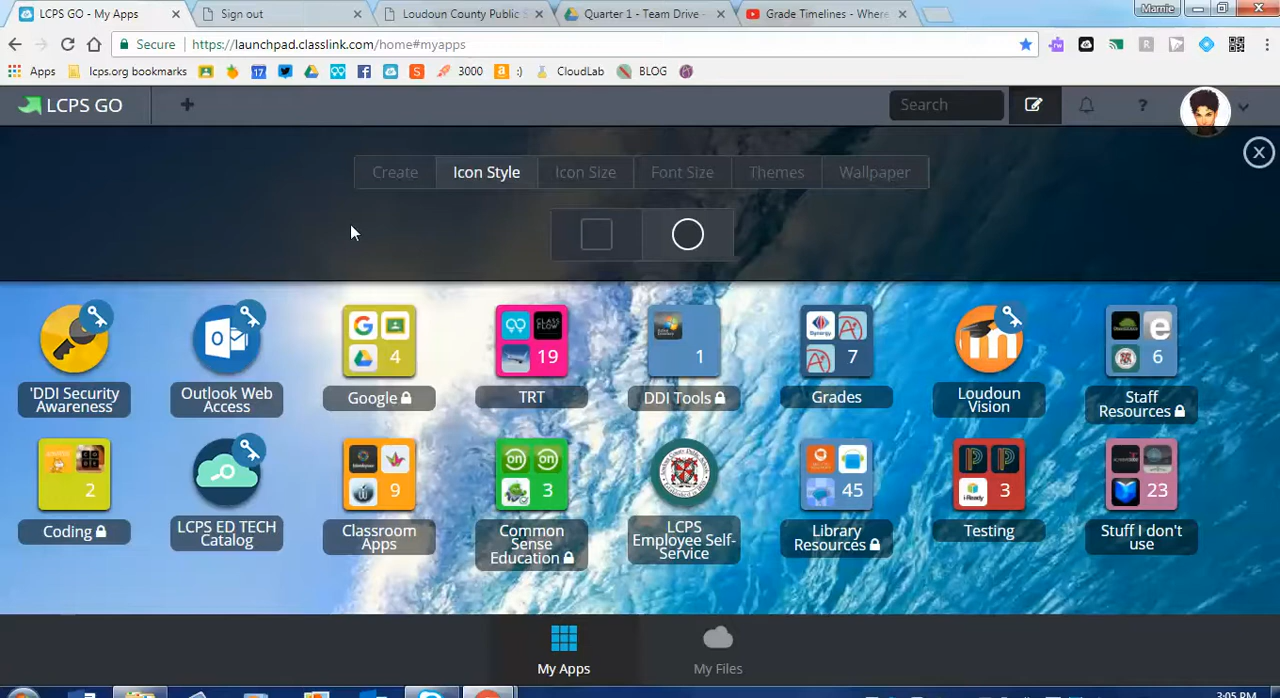 LCPS GO - My Apps
Sign out
Loudoun County Public S
Quarter 1 - Team Drive -
Grade Timelines - Where
Marnie
Secure
https://launchpad.classlink.com/home#myapps
Apps
lcps.org bookmarks
17
S
3000
a
:)
CloudLab
BLOG
LCPS GO
+
Search
?
Create
Icon Style
Icon Size
Font Size
Themes
Wallpaper
4
19
1
7
6
'DDI Security
Awareness
Outlook Web
Access
Google
TRT
DDI Tools
Grades
Loudoun
Vision
Staff
Resources
2
9
3
45
3
23
Coding
LCPS ED TECH
Catalog
Classroom
Apps
Common
Sense
Education
LCPS
Employee Self-
Service
Library
Resources
Testing
Stuff I don't
use
My Apps
My Files
3:05 PM